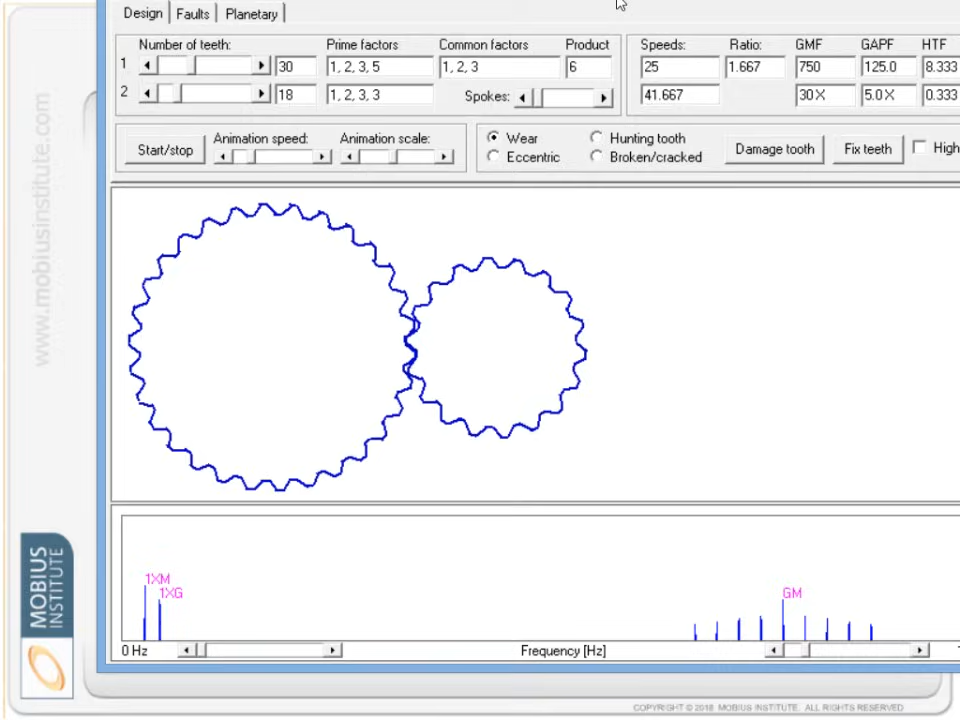 Design Faults Planetary
Number of teeth: Prime factors Common factors Product Speeds: Ratio: GMF GAPF HTF
1 30 1, 2, 3, 5 1, 2, 3 6 25 1.667 750 125.0 8.333
2 18 1, 2, 3, 3 Spokes: 41.667 30 X 5.0 X 0.333
Start/stop Animation speed: Animation scale: Wear Hunting tooth Damage tooth Fix teeth High
Eccentric Broken/cracked
1XM
1XG
GM
0 Hz Frequency [Hz]
www.mobiusinstitute.com
MOBIUS
INSTITUTE
COPYRIGHT © 2018 MOBIUS INSTITUTE. ALL RIGHTS RESERVED